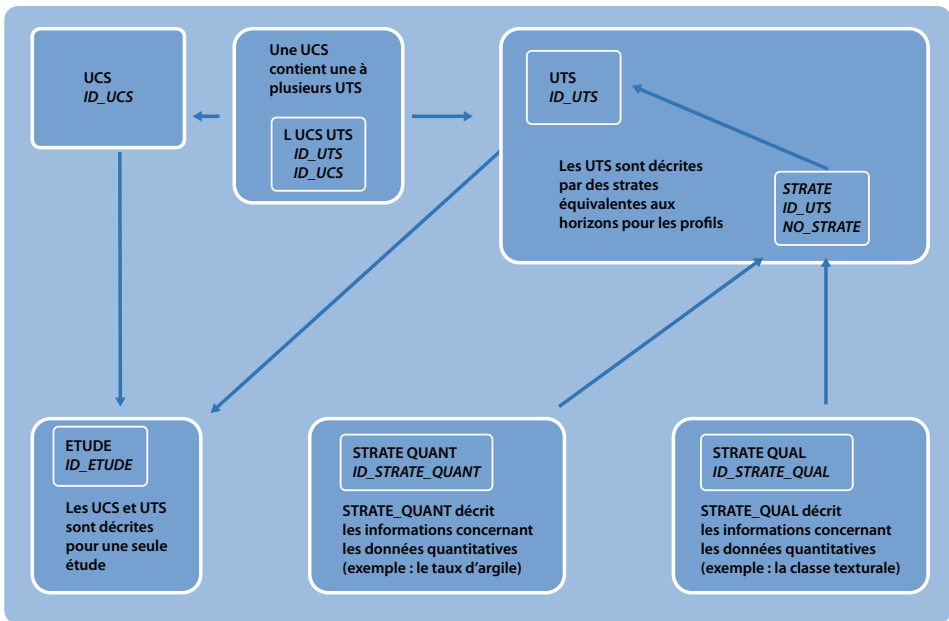 UCS
ID_UCS
Une UCS
contient une à
plusieurs UTS
L UCS UTS
ID_UTS
ID_UCS
UTS
ID_UTS
Les UTS sont décrites
par des strates
équivalentes aux
horizons pour les profils
STRATE
ID_UTS
NO_STRATE
ETUDE
ID_ETUDE
Les UCS et UTS
sont décrites
pour une seule
étude
STRATE QUANT
ID_STRATE_QUANT
STRATE_QUANT décrit
les informations concernant
les données quantitatives
(exemple : le taux d’argile)
STRATE QUAL
ID_STRATE_QUAL
STRATE_QUAL décrit
les informations concernant
les données quantitatives
(exemple : la classe texturale)